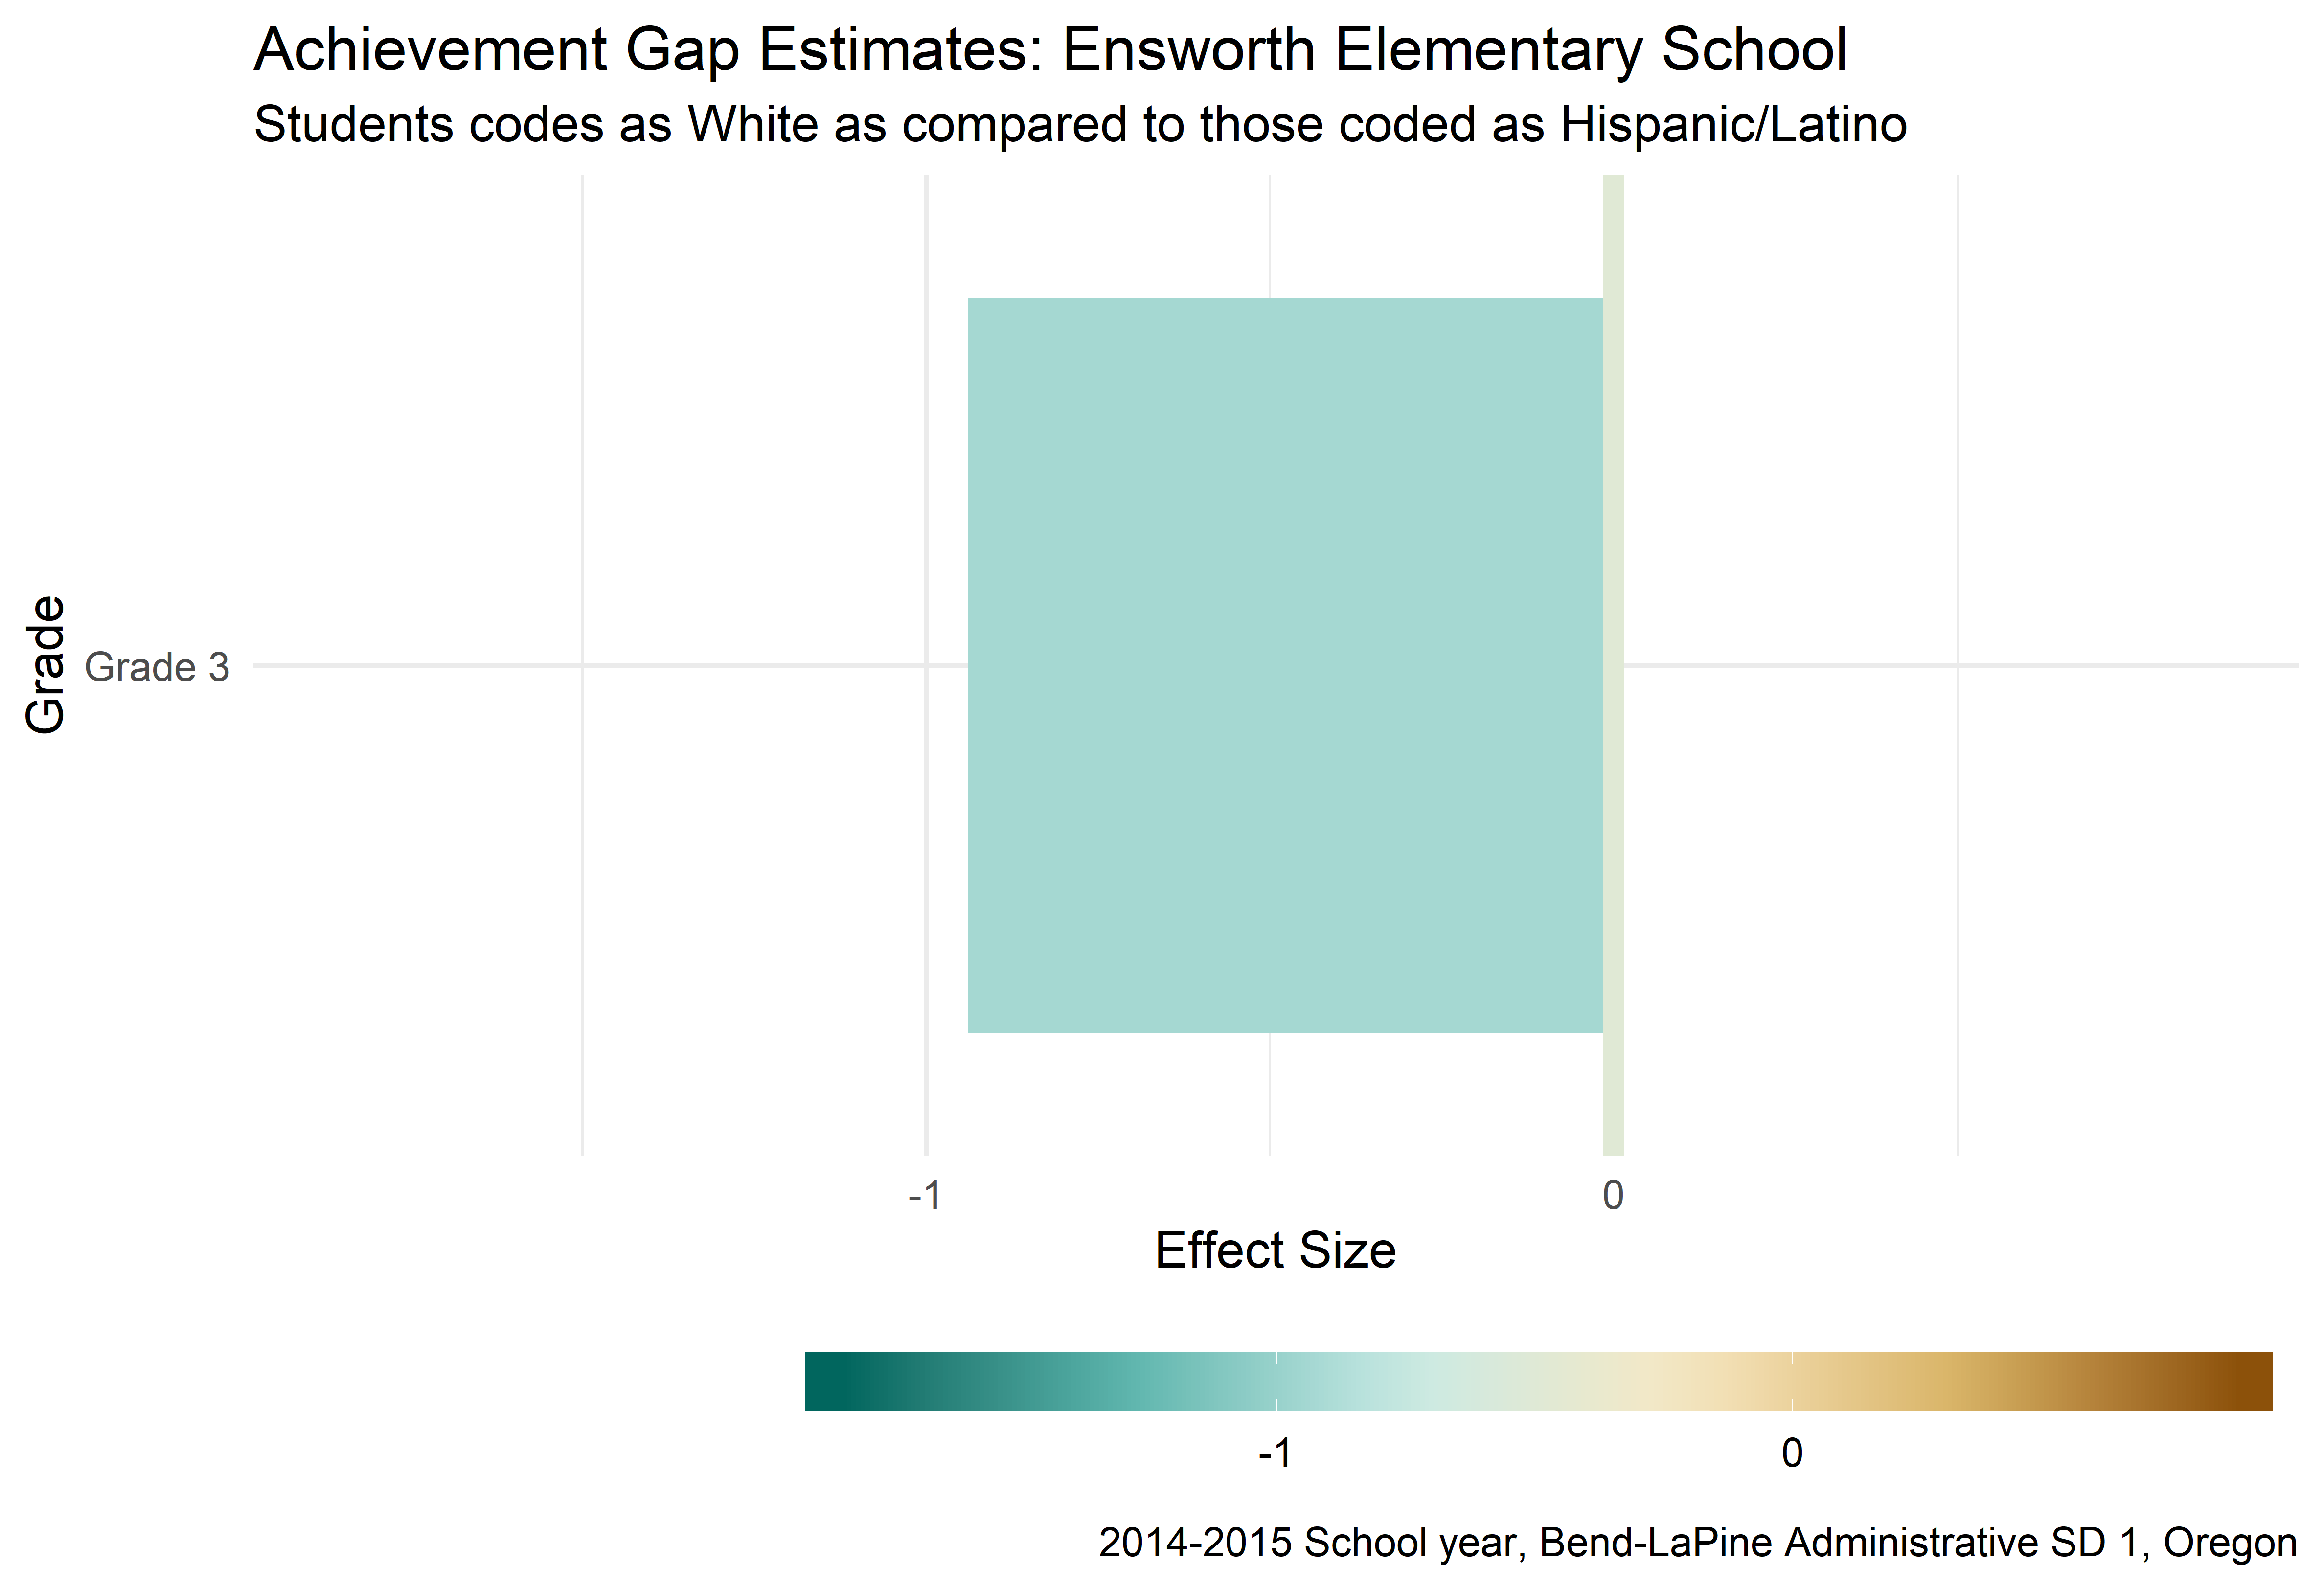 Achievement Gap Estimates: Ensworth Elementary School
Students codes as White as compared to those coded as Hispanic/Latino
Grade
Grade 3
-1
0
Effect Size
-1
0
2014-2015 School year, Bend-LaPine Administrative SD 1, Oregon